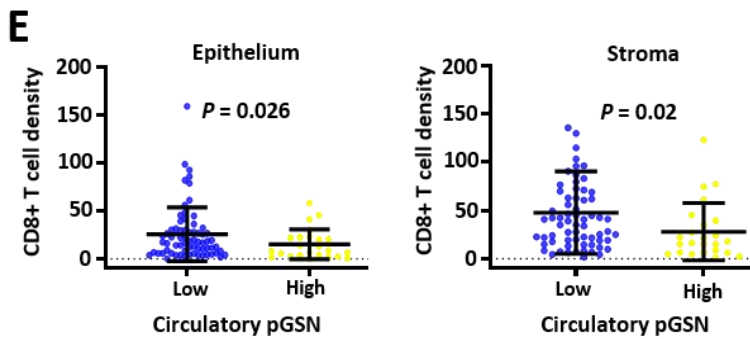 E
Epithelium
CD8+ T cell density
200
150
100
50
0
P = 0.026
Low
High
Circulatory pGSN
Stroma
CD8+ T cell density
200
150
100
50
0
P = 0.02
Low
High
Circulatory pGSN